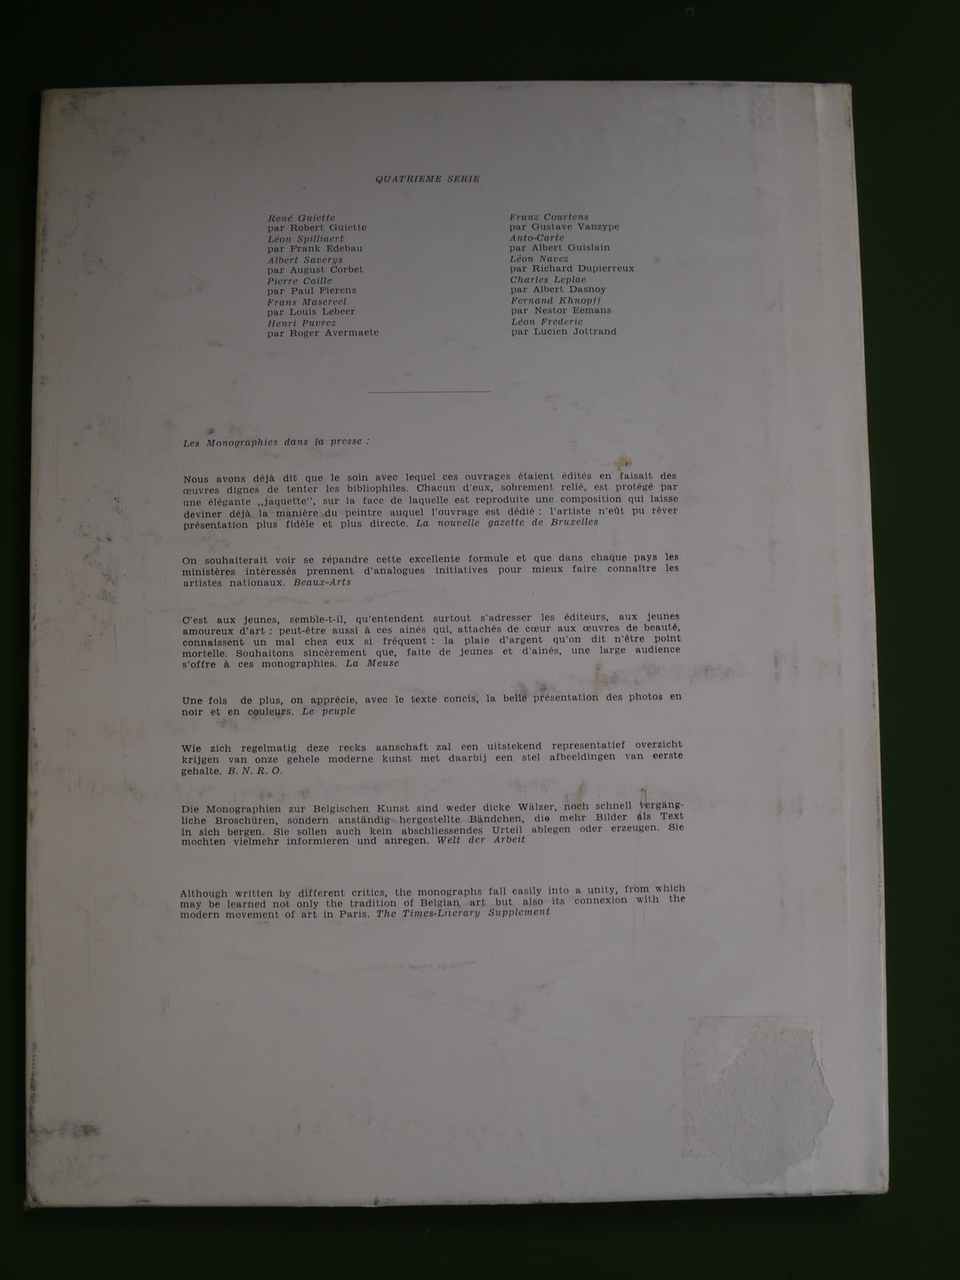 QUATRIEME SERIE
René Guiette
par Robert Guiette
Léon Spilliaert
par Frank Edebau
Albert Saverys
par August Corbet
Pierre Caille
par Paul Fierens
Frans Masereel
par Louis Lebeer
Henri Puvrez
par Roger Avermaete
Franz Courtens
par Gustave Vanzype
Anto-Carte
par Albert Guislain
Léon Navez
par Richard Dupierreux
Charles Leplae
par Albert Dasnoy
Fernand Khnopff
par Nestor Eemans
Léon Frederic
par Lucien Jottrand
Les Monographies dans la presse :
Nous avons déjà dit que le soin avec lequel ces ouvrages étaient édités en faisait des
œuvres dignes de tenter les bibliophiles. Chacun d'eux, sobrement relié, est protégé par
une élégante „jaquette", sur la face de laquelle est reproduite une composition qui laisse
deviner déjà la manière du peintre auquel l'ouvrage est dédié : l'artiste n'eût pu rêver
présentation plus fidèle et plus directe. La nouvelle gazette de Bruxelles
On souhaiterait voir se répandre cette excellente formule et que dans chaque pays les
ministères intéressés prennent d'analogues initiatives pour mieux faire connaître les
artistes nationaux. Beaux-Arts
C'est aux jeunes, semble-t-il, qu'entendent surtout s'adresser les éditeurs, aux jeunes
amoureux d'art : peut-être aussi à ces ainés qui, attachés de cœur aux œuvres de beauté,
connaissent un mal chez eux si fréquent : la plaie d'argent qu'on dit n'être point
mortelle. Souhaitons sincèrement que, faite de jeunes et d'ainés, une large audience
s'offre à ces monographies. La Meuse
Une fois de plus, on apprécie, avec le texte concis, la belle présentation des photos en
noir et en couleurs. Le peuple
Wie zich regelmatig deze reeks aanschaft zal een uitstekend representatief overzicht
krijgen van onze gehele moderne kunst met daarbij een stel afbeeldingen van eerste
gehalte. B. N. R. O.
Die Monographien zur Belgischen Kunst sind weder dicke Wälzer, noch schnell vergäng-
liche Broschüren, sondern anständig hergestellte Bändchen, die mehr Bilder als Text
in sich bergen. Sie sollen auch kein abschliessendes Urteil ablegen oder erzeugen. Sie
mochten vielmehr informieren und anregen. Welt der Arbeit
Although written by different critics, the monographs fall easily into a unity, from which
may be learned not only the tradition of Belgian art but also its connexion with the
modern movement of art in Paris. The Times-Literary Supplement